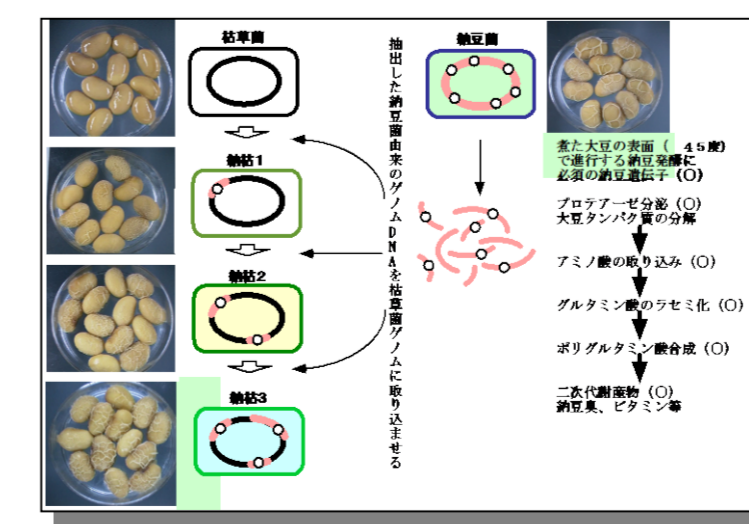 枯草菌
納枯1
納枯2
納枯3
抽出した納豆菌由来のゲノムDNAを枯草菌ゲノムに取り込ませる
納豆菌
煮た大豆の表面（　４５度）
で進行する納豆発酵に
必須の納豆遺伝子（○）
プロテアーゼ分泌（○）
大豆タンパク質の分解
アミノ酸の取り込み（○）
グルタミン酸のラセミ化（○）
ポリグルタミン酸合成（○）
二次代謝産物（○）
納豆臭、ビタミン等